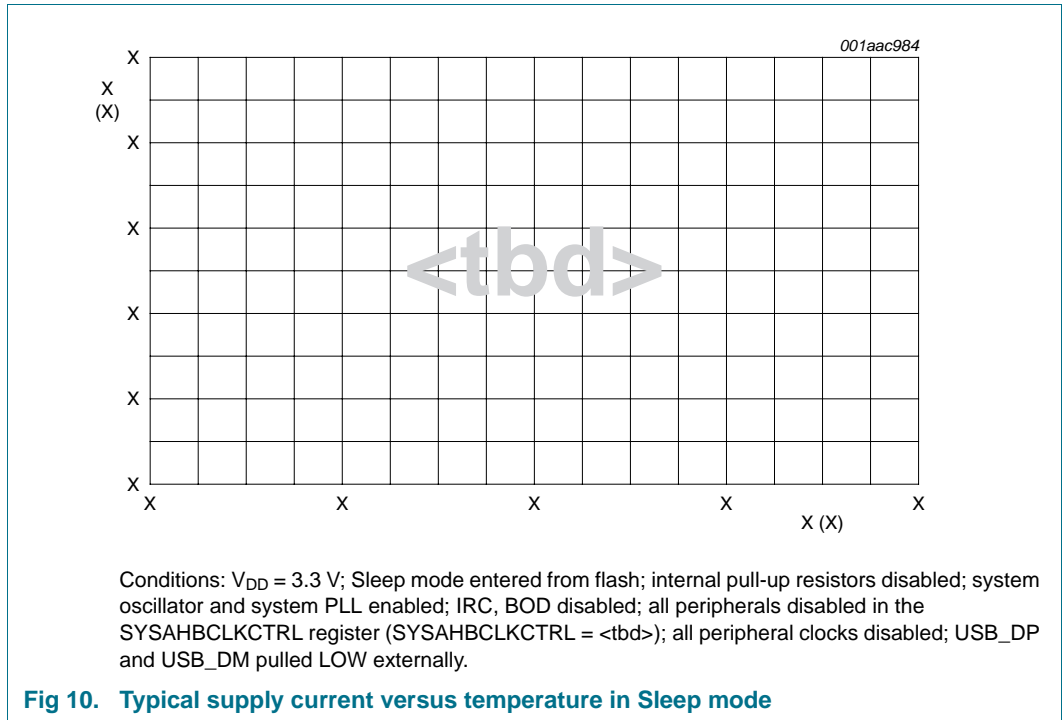 001aac984
X
X
(X)
X
X
<tbd>
X
X
X
X
X
X
X
X
X (X)
Conditions: VDD = 3.3 V; Sleep mode entered from flash; internal pull-up resistors disabled; system
oscillator and system PLL enabled; IRC, BOD disabled; all peripherals disabled in the
SYSAHBCLKCTRL register (SYSAHBCLKCTRL = <tbd>); all peripheral clocks disabled; USB_DP
and USB_DM pulled LOW externally.
Fig 10. Typical supply current versus temperature in Sleep mode